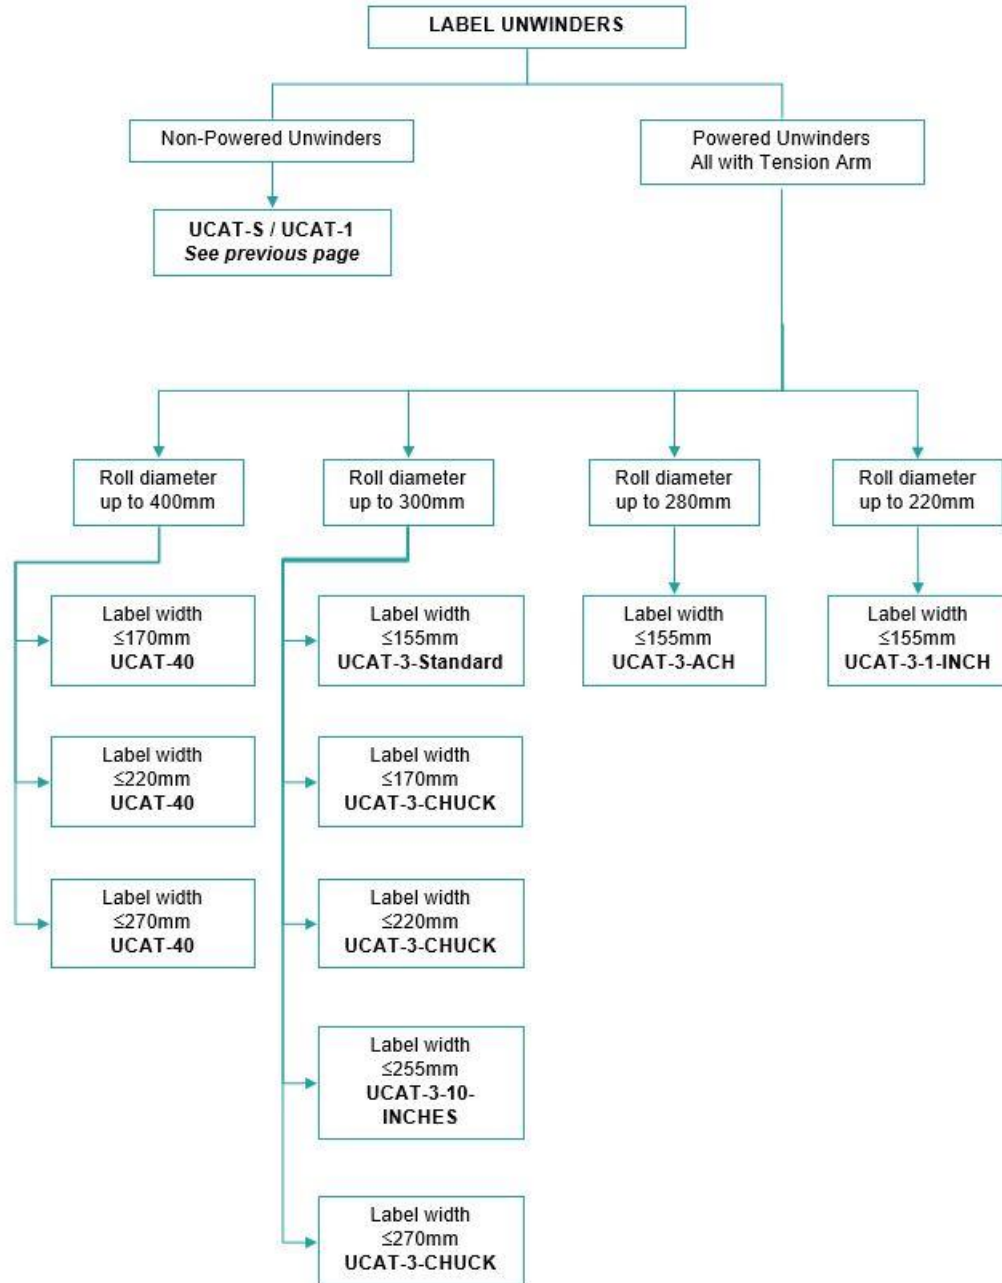 LABEL UNWINDERS
Non-Powered Unwinders
Powered Unwinders
All with Tension Arm
UCAT-S / UCAT-1
See previous page
Roll diameter
up to 400mm
Roll diameter
up to 300mm
Roll diameter
up to 280mm
Roll diameter
up to 220mm
Label width
≤170mm
UCAT-40
Label width
≤155mm
UCAT-3-Standard
Label width
≤155mm
UCAT-3-ACH
Label width
≤155mm
UCAT-3-1-INCH
Label width
≤220mm
UCAT-40
Label width
≤170mm
UCAT-3-CHUCK
Label width
≤270mm
UCAT-40
Label width
≤220mm
UCAT-3-CHUCK
Label width
≤255mm
UCAT-3-10-
INCHES
Label width
≤270mm
UCAT-3-CHUCK